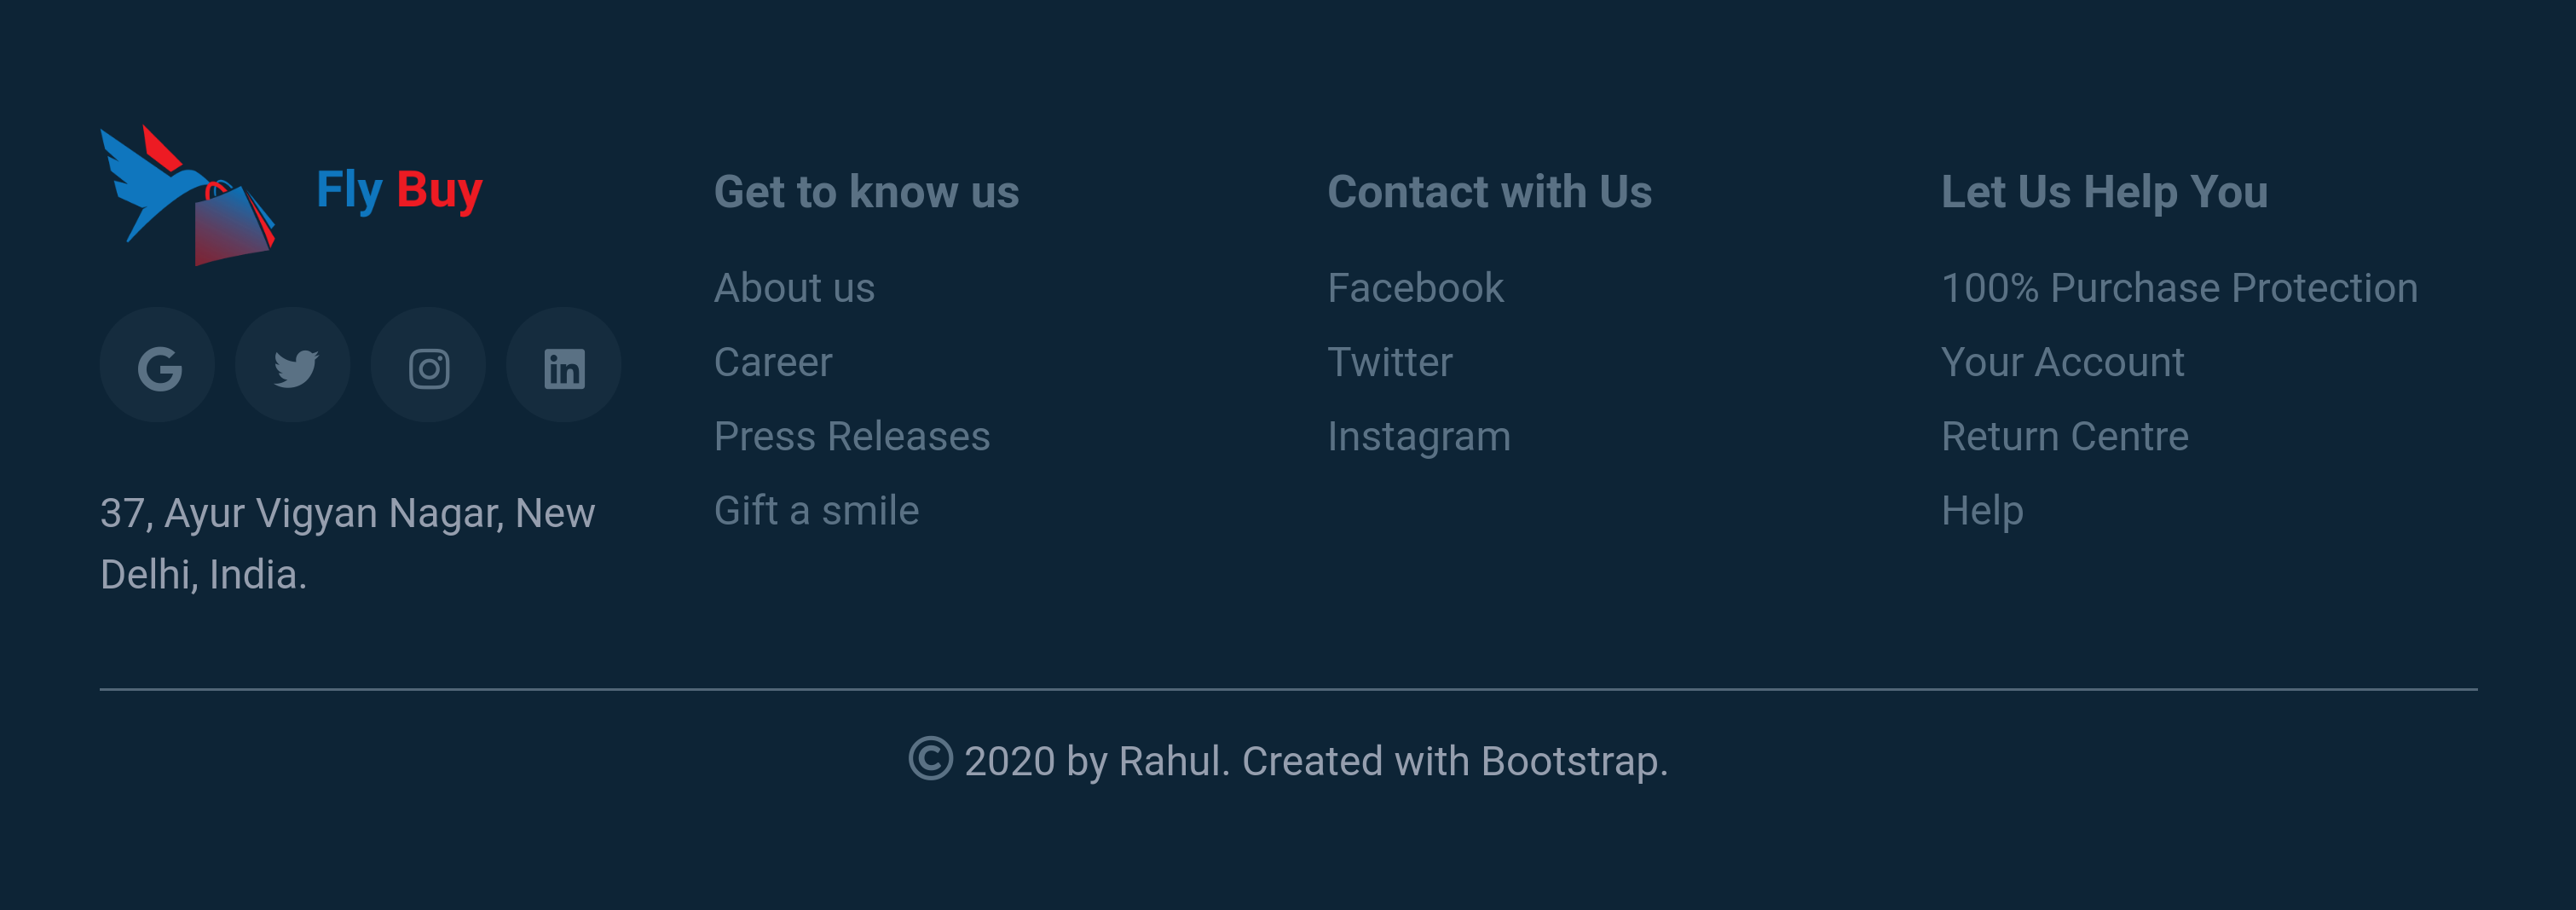 Fly Buy
37, Ayur Vigyan Nagar, New
Delhi, India.
Get to know us
About us
Career
Press Releases
Gift a smile
Contact with Us
Facebook
Twitter
Instagram
Let Us Help You
100% Purchase Protection
Your Account
Return Centre
Help
© 2020 by Rahul. Created with Bootstrap.